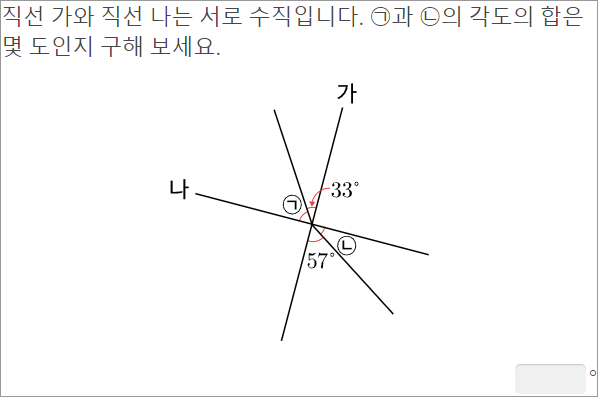 직선 가와 직선 나는 서로 수직입니다. ㉠과 ㉡의 각도의 합은
몇 도인지 구해 보세요.
가
나
33°
㉠
㉡
57°
°